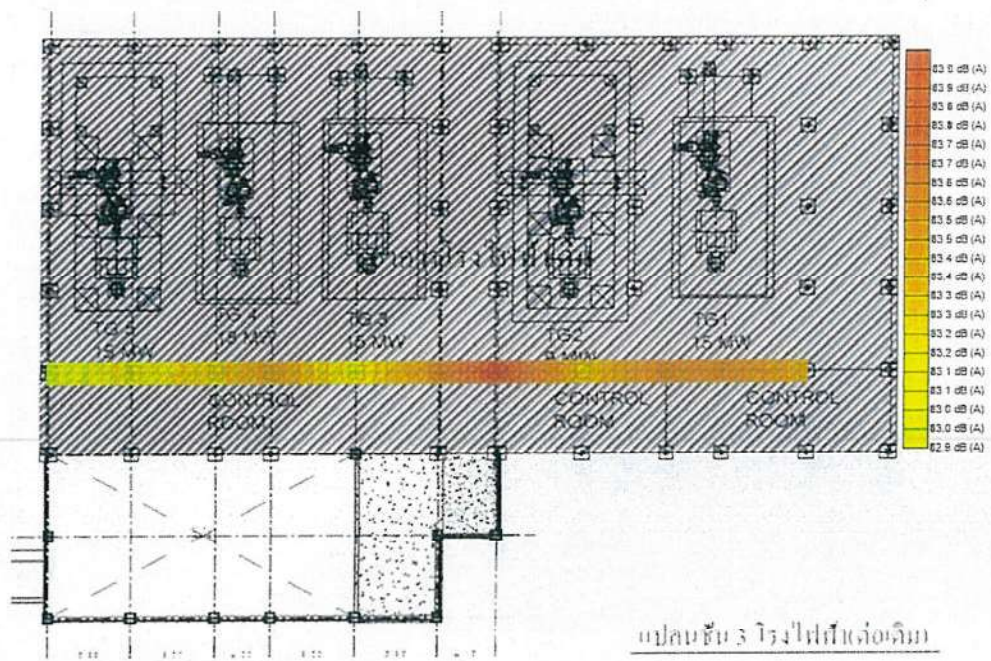 TG 5
15 MW
TG 4
9 MW
TG 3
15 MW
TG2
9 MW
TG1
15 MW
CONTROL
ROOM
CONTROL
ROOM
CONTROL
ROOM
83.9 dB (A)
83.8 dB (A)
83.8 dB (A)
83.7 dB (A)
83.7 dB (A)
83.6 dB (A)
83.6 dB (A)
83.5 dB (A)
83.5 dB (A)
83.4 dB (A)
83.4 dB (A)
83.3 dB (A)
83.3 dB (A)
83.2 dB (A)
83.2 dB (A)
83.1 dB (A)
83.1 dB (A)
83.0 dB (A)
83.0 dB (A)
82.9 dB (A)
แปลนชั้น 3 โรงไฟฟ้า(ต่อเติม)